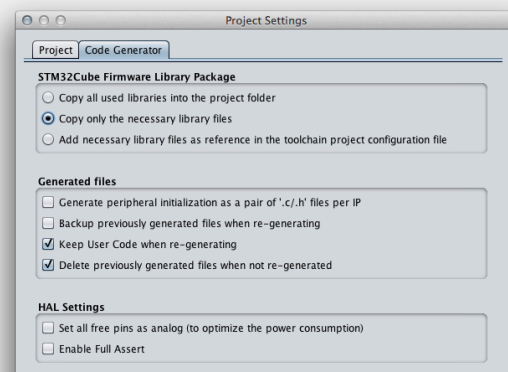 Project Settings
Project Code Generator
STM32Cube Firmware Library Package
Copy all used libraries into the project folder
Copy only the necessary library files
Add necessary library files as reference in the toolchain project configuration file
Generated files
Generate peripheral initialization as a pair of '.c/.h' files per IP
Backup previously generated files when re-generating
Keep User Code when re-generating
Delete previously generated files when not re-generated
HAL Settings
Set all free pins as analog (to optimize the power consumption)
Enable Full Assert